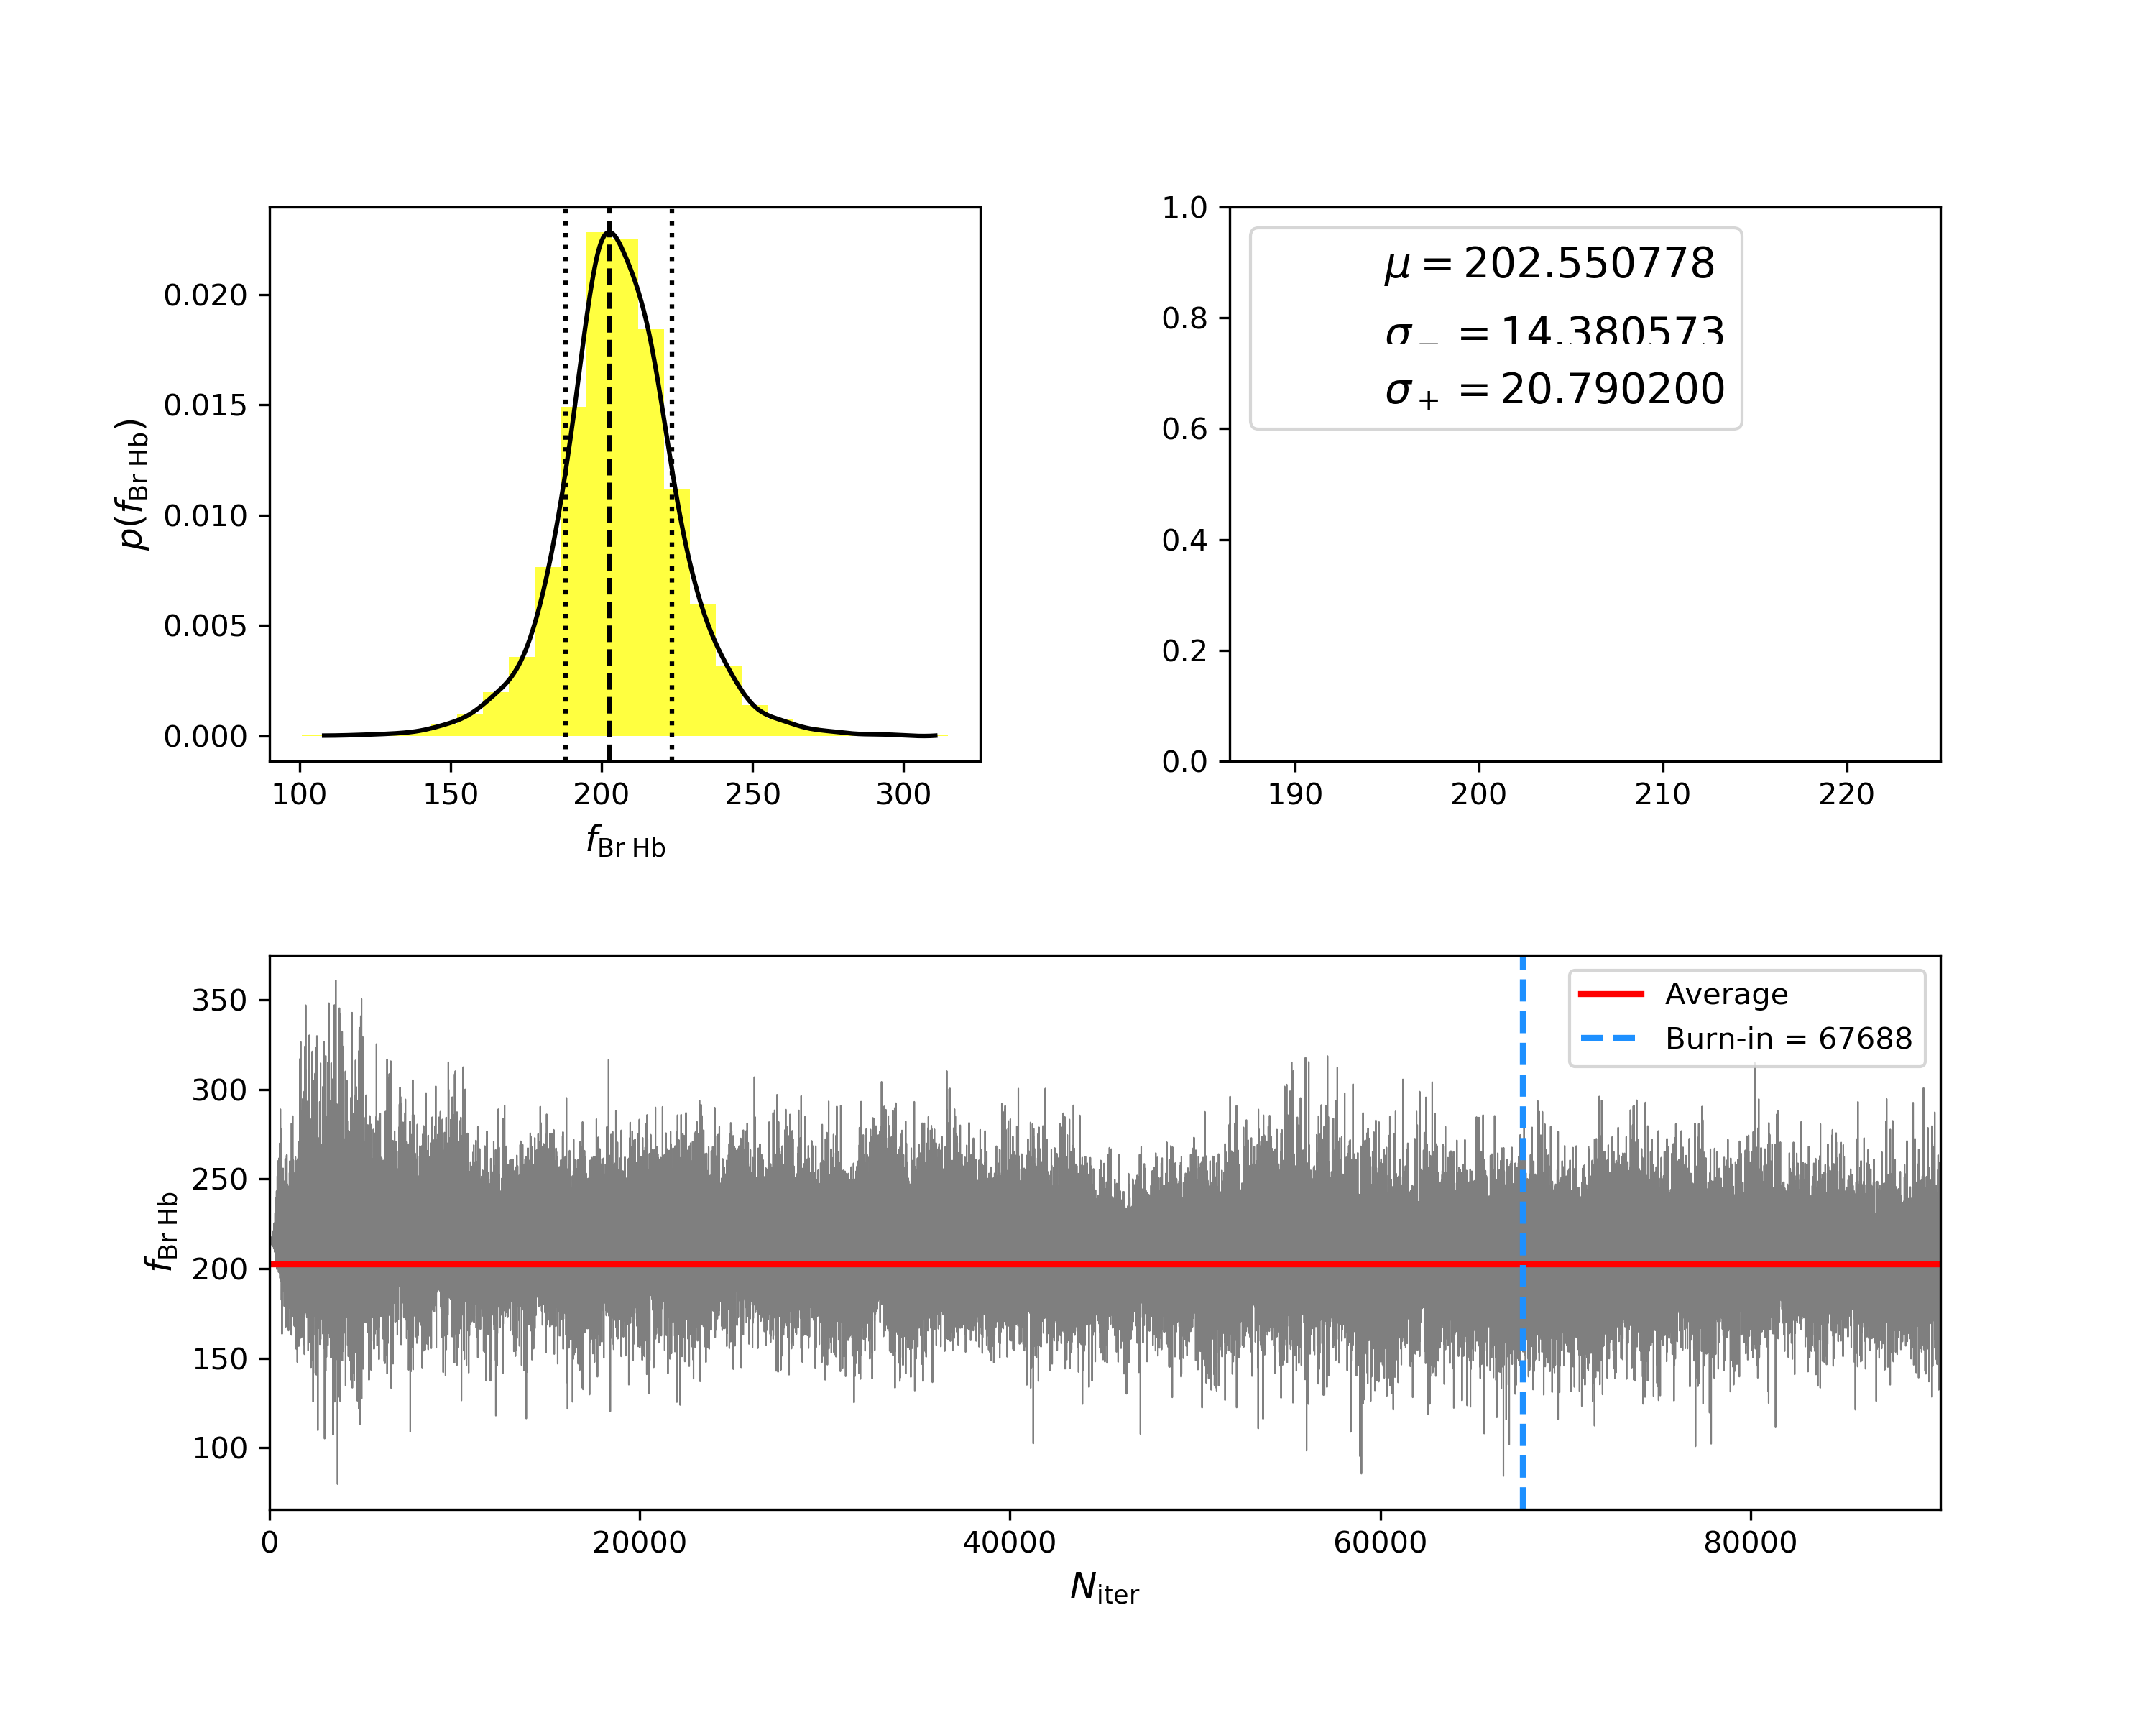 p(f_Br Hb)
0.020
0.015
0.010
0.005
0.000
100 150 200 250 300
f_Br Hb
1.0
0.8
0.6
0.4
0.2
0.0
μ = 202.550778
σ_− = 14.380573
σ_+ = 20.790200
190 200 210 220
f_Br Hb
350
300
250
200
150
100
Average
Burn-in = 67688
0 20000 40000 60000 80000
N_iter